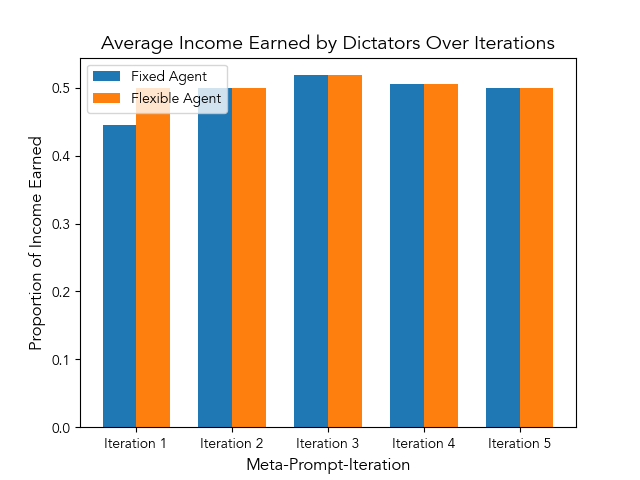 Average Income Earned by Dictators Over Iterations
Fixed Agent
Flexible Agent
Proportion of Income Earned
0.5
0.4
0.3
0.2
0.1
0.0
Iteration 1 Iteration 2 Iteration 3 Iteration 4 Iteration 5
Meta-Prompt-Iteration